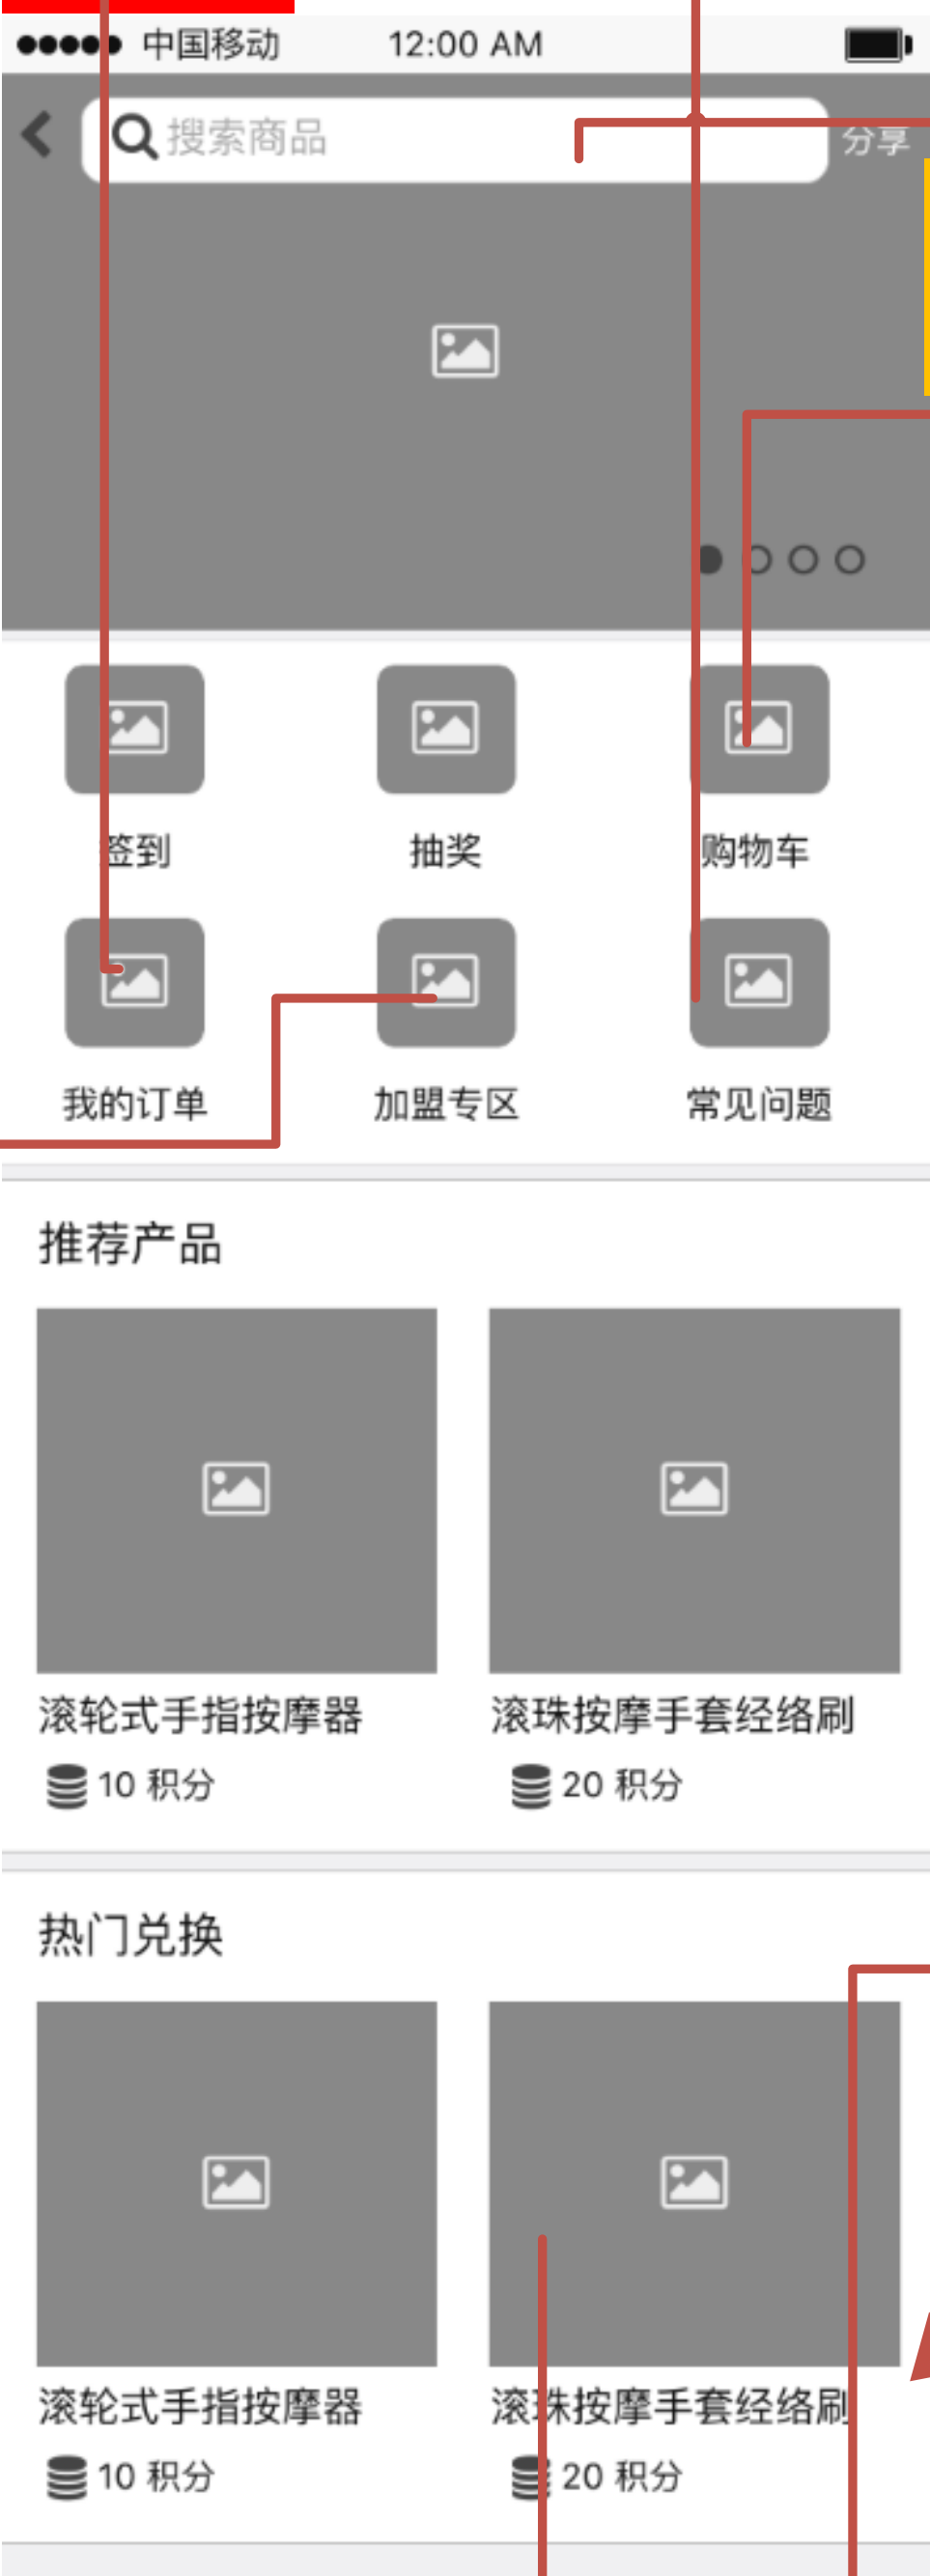 中国移动 12:00 AM
搜索商品 分享
签到 抽奖 购物车
我的订单 加盟专区 常见问题
推荐产品
滚轮式手指按摩器 滚珠按摩手套经络刷
10 积分 20 积分
热门兑换
滚轮式手指按摩器 滚珠按摩手套经络刷
10 积分 20 积分